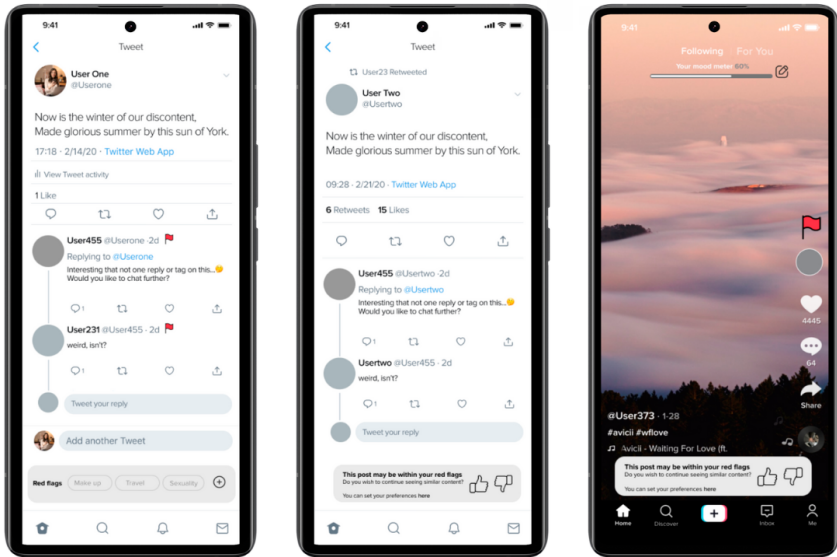 9:41
Tweet
User One
@Userone
Now is the winter of our discontent,
Made glorious summer by this sun of York.
17:18 · 2/14/20 · Twitter Web App
View Tweet activity
1 Like
User455 @Userone ·2d
Replying to @Userone
Interesting that not one reply or tag on this...
Would you like to chat further?
1
User231 @User455 · 2d
weird, isn't?
1
Tweet your reply
Add another Tweet
Red flags Make up Travel Sexuality
9:41
Tweet
User23 Retweeted
User Two
@Usertwo
Now is the winter of our discontent,
Made glorious summer by this sun of York.
09:28 · 2/21/20 · Twitter Web App
6 Retweets 15 Likes
User455 @Usertwo ·2d
Replying to @Usertwo
Interesting that not one reply or tag on this...
Would you like to chat further?
1
Usertwo @User455 · 2d
weird, isn't?
1
Tweet your reply
This post may be within your red flags
Do you wish to continue seeing similar content?
You can set your preferences here
9:41
Following For You
Your mood meter 60%
4445
64
Share
@User373 · 1-28
#avicii #wflove
Avicii - Waiting For Love (ft.
This post may be within your red flags
Do you wish to continue seeing similar content?
You can set your preferences here
Home Discover Inbox Me